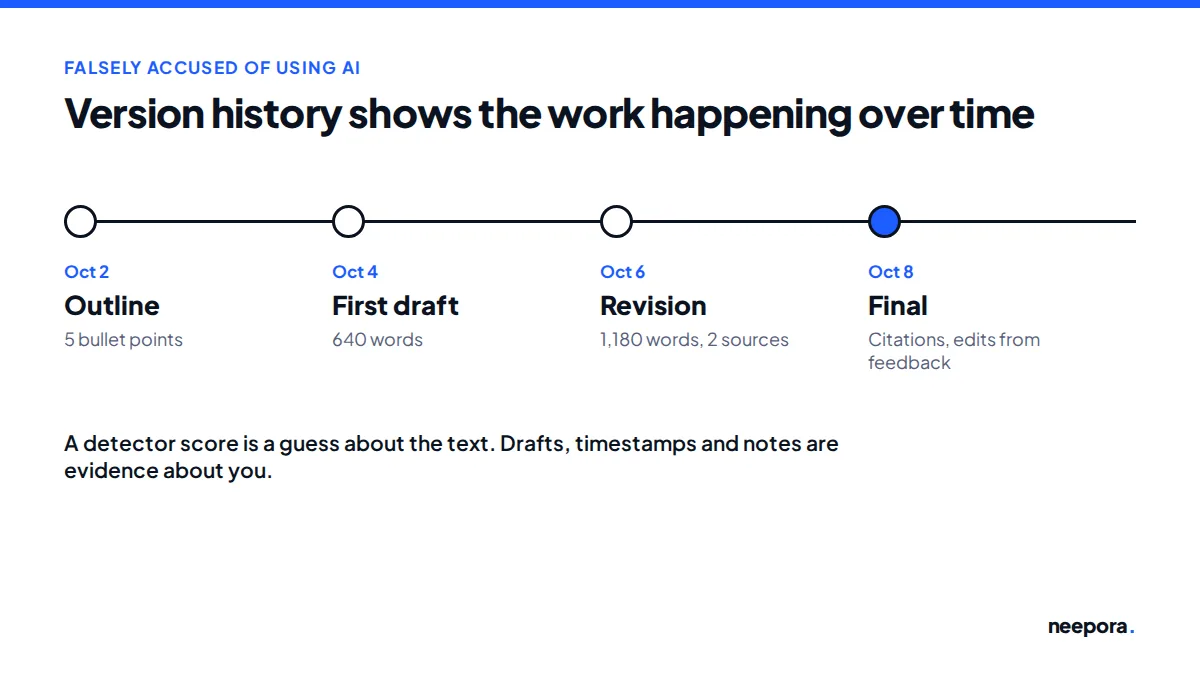 FALSELY ACCUSED OF USING AI
Version history shows the work happening over time
Oct 2
Outline
5 bullet points
Oct 4
First draft
640 words
Oct 6
Revision
1,180 words, 2 sources
Oct 8
Final
Citations, edits from
feedback
A detector score is a guess about the text. Drafts, timestamps and notes are
evidence about you.
neepora.